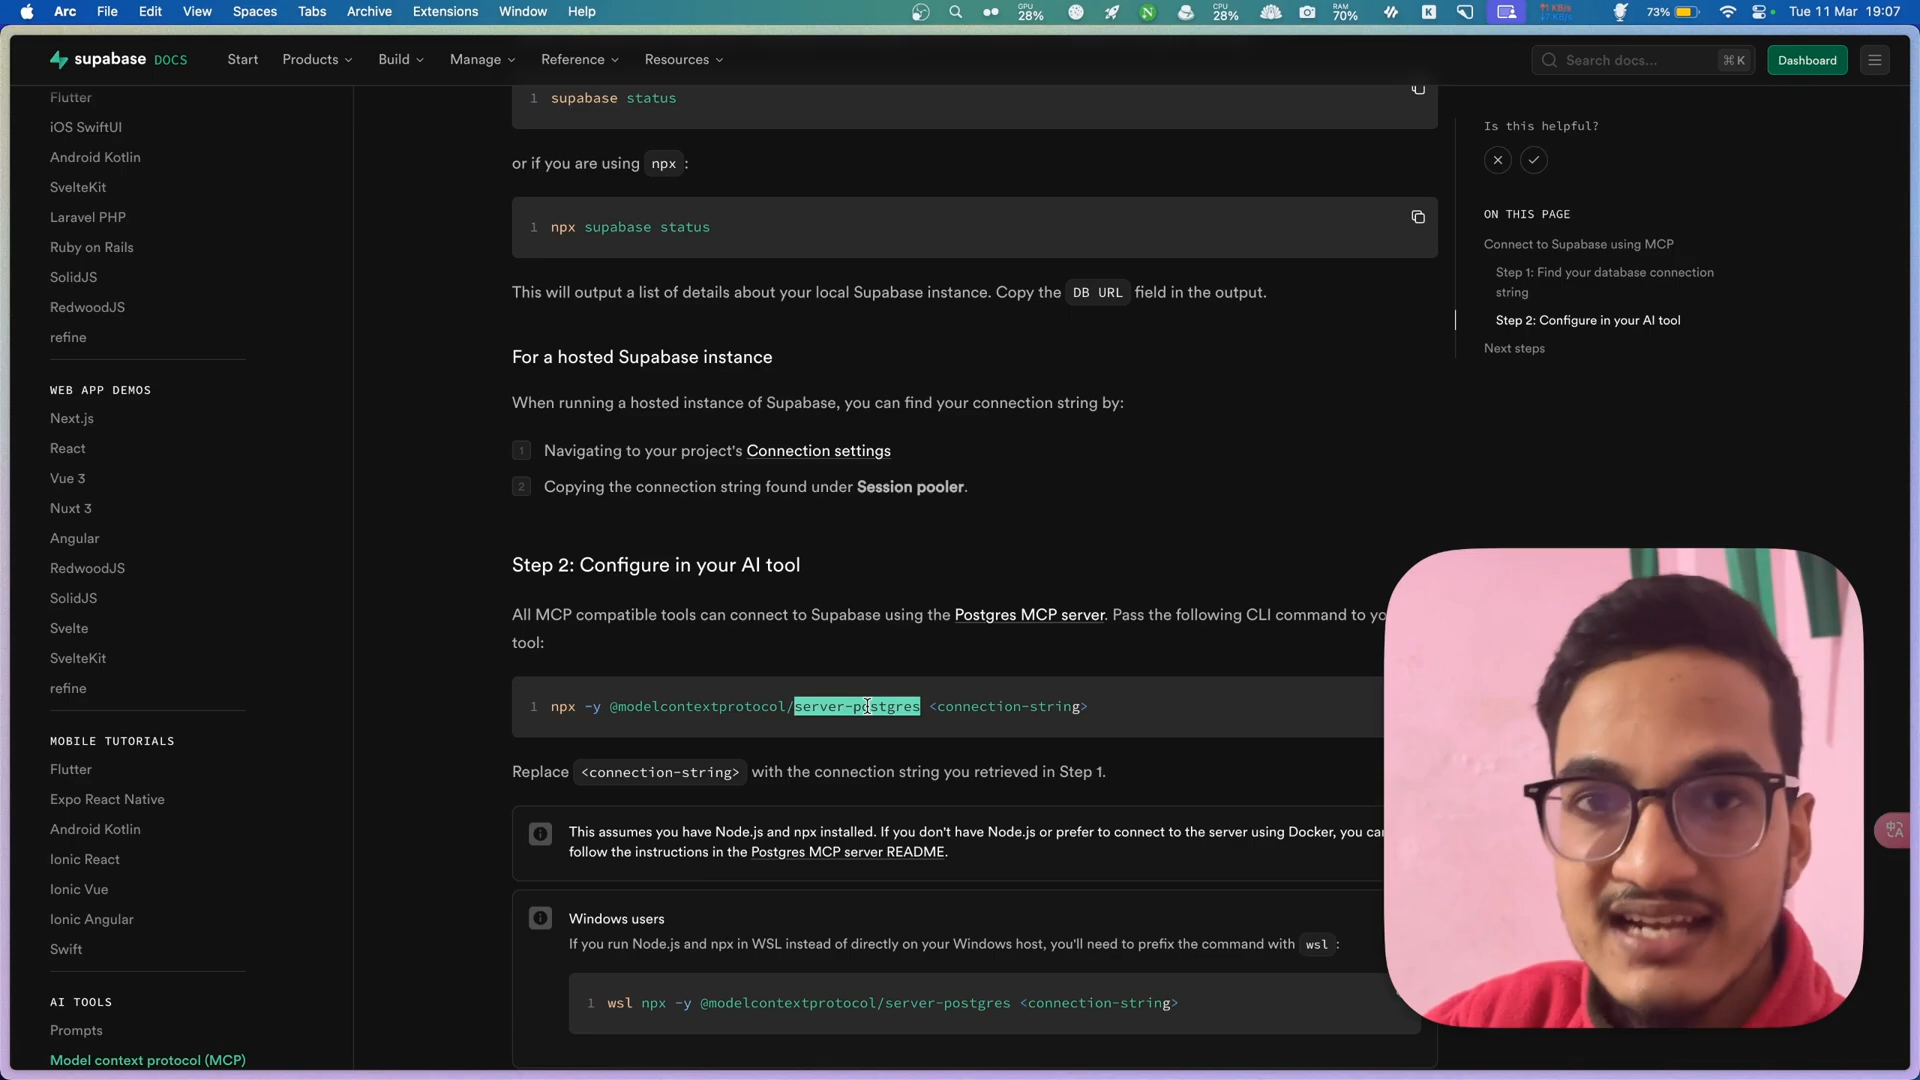 Arc File Edit View Spaces Tabs Archive Extensions Window Help GPU 28% CPU 28% RAM 70% 73% Tue 11 Mar 19:07
supabase DOCS Start Products Build Manage Reference Resources Search docs... ⌘K Dashboard
Flutter
iOS SwiftUI
Android Kotlin
SvelteKit
Laravel PHP
Ruby on Rails
SolidJS
RedwoodJS
refine
WEB APP DEMOS
Next.js
React
Vue 3
Nuxt 3
Angular
RedwoodJS
SolidJS
Svelte
SvelteKit
refine
MOBILE TUTORIALS
Flutter
Expo React Native
Android Kotlin
Ionic React
Ionic Vue
Ionic Angular
Swift
AI TOOLS
Prompts
Model context protocol (MCP)
1 supabase status
or if you are using npx :
1 npx supabase status
This will output a list of details about your local Supabase instance. Copy the DB URL field in the output.
For a hosted Supabase instance
When running a hosted instance of Supabase, you can find your connection string by:
1 Navigating to your project's Connection settings
2 Copying the connection string found under Session pooler.
Step 2: Configure in your AI tool
All MCP compatible tools can connect to Supabase using the Postgres MCP server. Pass the following CLI command to yo
tool:
1 npx -y @modelcontextprotocol/server-postgres <connection-string>
Replace <connection-string> with the connection string you retrieved in Step 1.
This assumes you have Node.js and npx installed. If you don't have Node.js or prefer to connect to the server using Docker, you can
follow the instructions in the Postgres MCP server README.
Windows users
If you run Node.js and npx in WSL instead of directly on your Windows host, you'll need to prefix the command with wsl :
1 wsl npx -y @modelcontextprotocol/server-postgres <connection-string>
Is this helpful?
ON THIS PAGE
Connect to Supabase using MCP
Step 1: Find your database connection
string
Step 2: Configure in your AI tool
Next steps